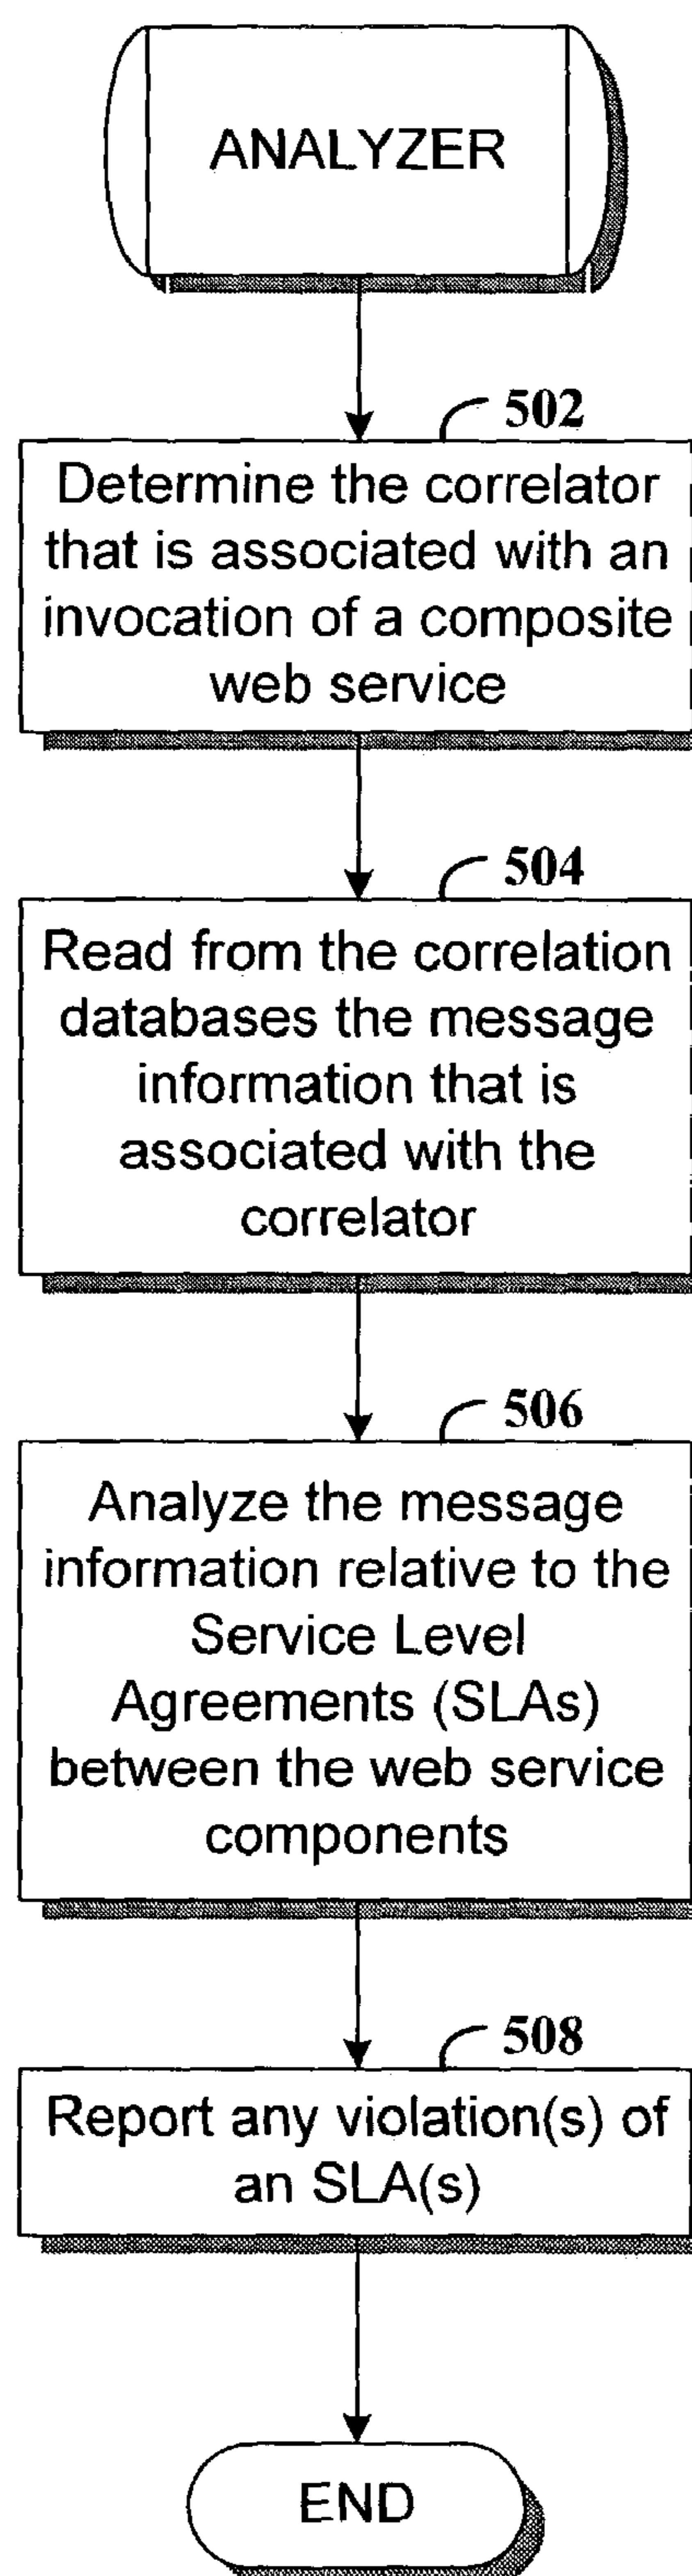 ANALYZER
502
Determine the correlator
that is associated with an
invocation of a composite
web service
504
Read from the correlation
databases the message
information that is
associated with the
correlator
506
Analyze the message
information relative to the
Service Level
Agreements (SLAs)
between the web service
components
508
Report any violation(s) of
an SLA(s)
END